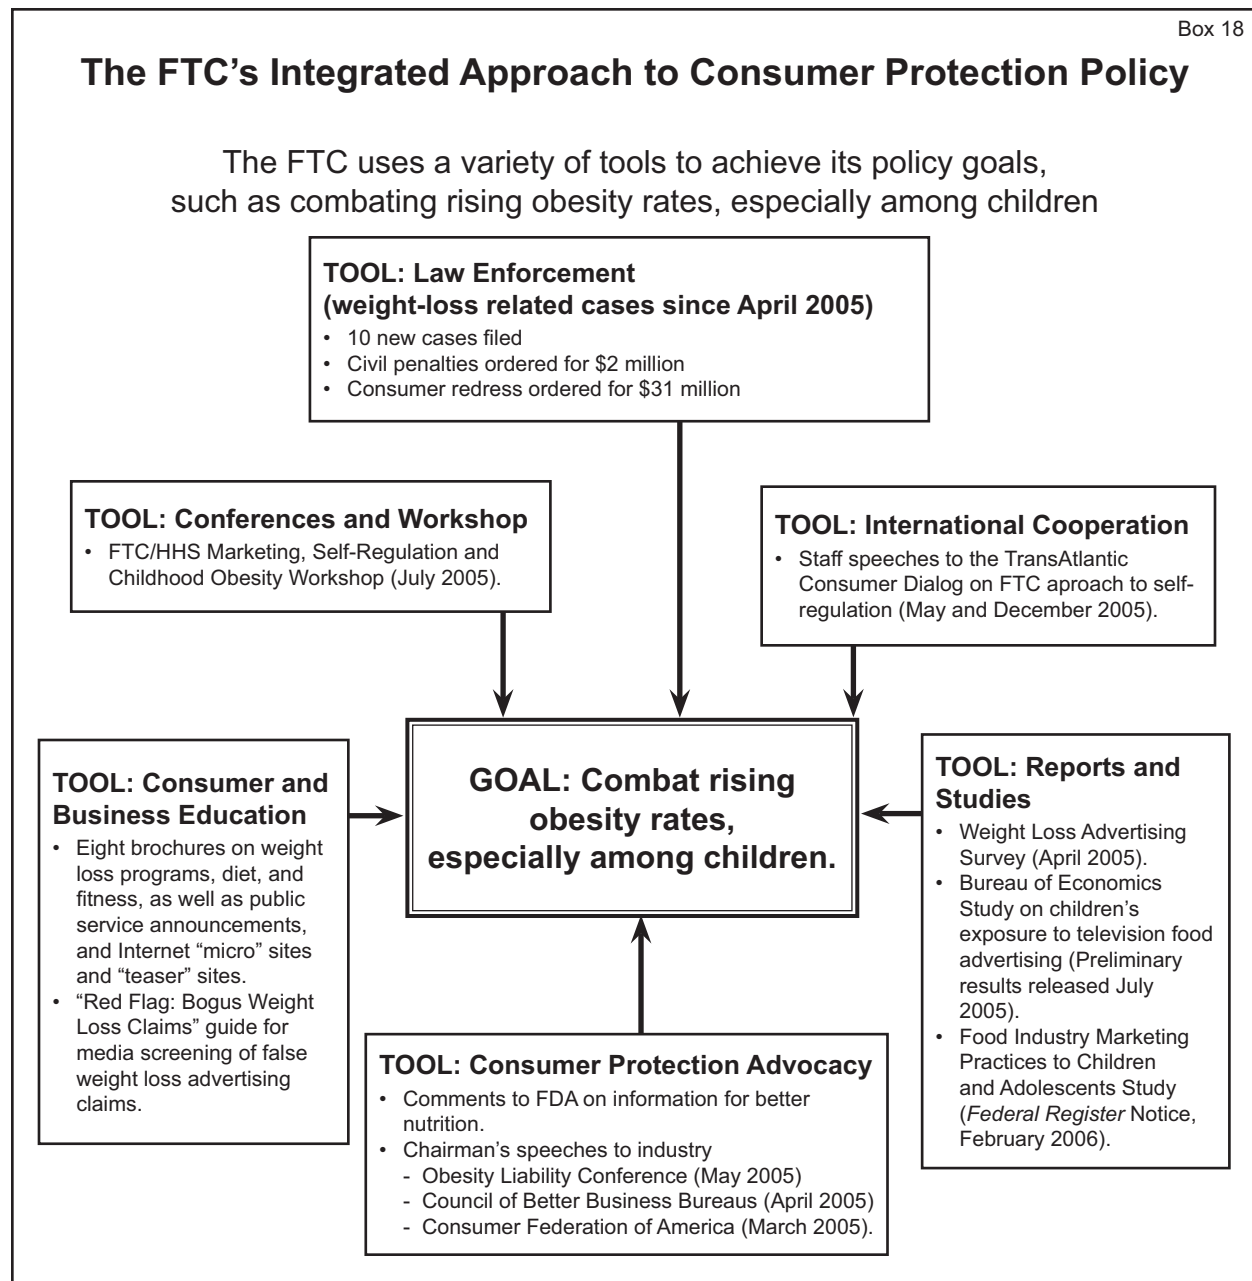 Box 18
The FTC’s Integrated Approach to Consumer Protection Policy
The FTC uses a variety of tools to achieve its policy goals,
such as combating rising obesity rates, especially among children
TOOL: Law Enforcement
(weight-loss related cases since April 2005)
• 10 new cases filed
• Civil penalties ordered for $2 million
• Consumer redress ordered for $31 million
TOOL: Conferences and Workshop
• FTC/HHS Marketing, Self-Regulation and
Childhood Obesity Workshop (July 2005).
TOOL: International Cooperation
• Staff speeches to the TransAtlantic
Consumer Dialog on FTC aproach to self-
regulation (May and December 2005).
TOOL: Consumer and
Business Education
• Eight brochures on weight
loss programs, diet, and
fitness, as well as public
service announcements,
and Internet “micro” sites
and “teaser” sites.
• “Red Flag: Bogus Weight
Loss Claims” guide for
media screening of false
weight loss advertising
claims.
GOAL: Combat rising
obesity rates,
especially among children.
TOOL: Reports and
Studies
• Weight Loss Advertising
Survey (April 2005).
• Bureau of Economics
Study on children’s
exposure to television food
advertising (Preliminary
results released July
2005).
• Food Industry Marketing
Practices to Children
and Adolescents Study
(Federal Register Notice,
February 2006).
TOOL: Consumer Protection Advocacy
• Comments to FDA on information for better
nutrition.
• Chairman’s speeches to industry
- Obesity Liability Conference (May 2005)
- Council of Better Business Bureaus (April 2005)
- Consumer Federation of America (March 2005).